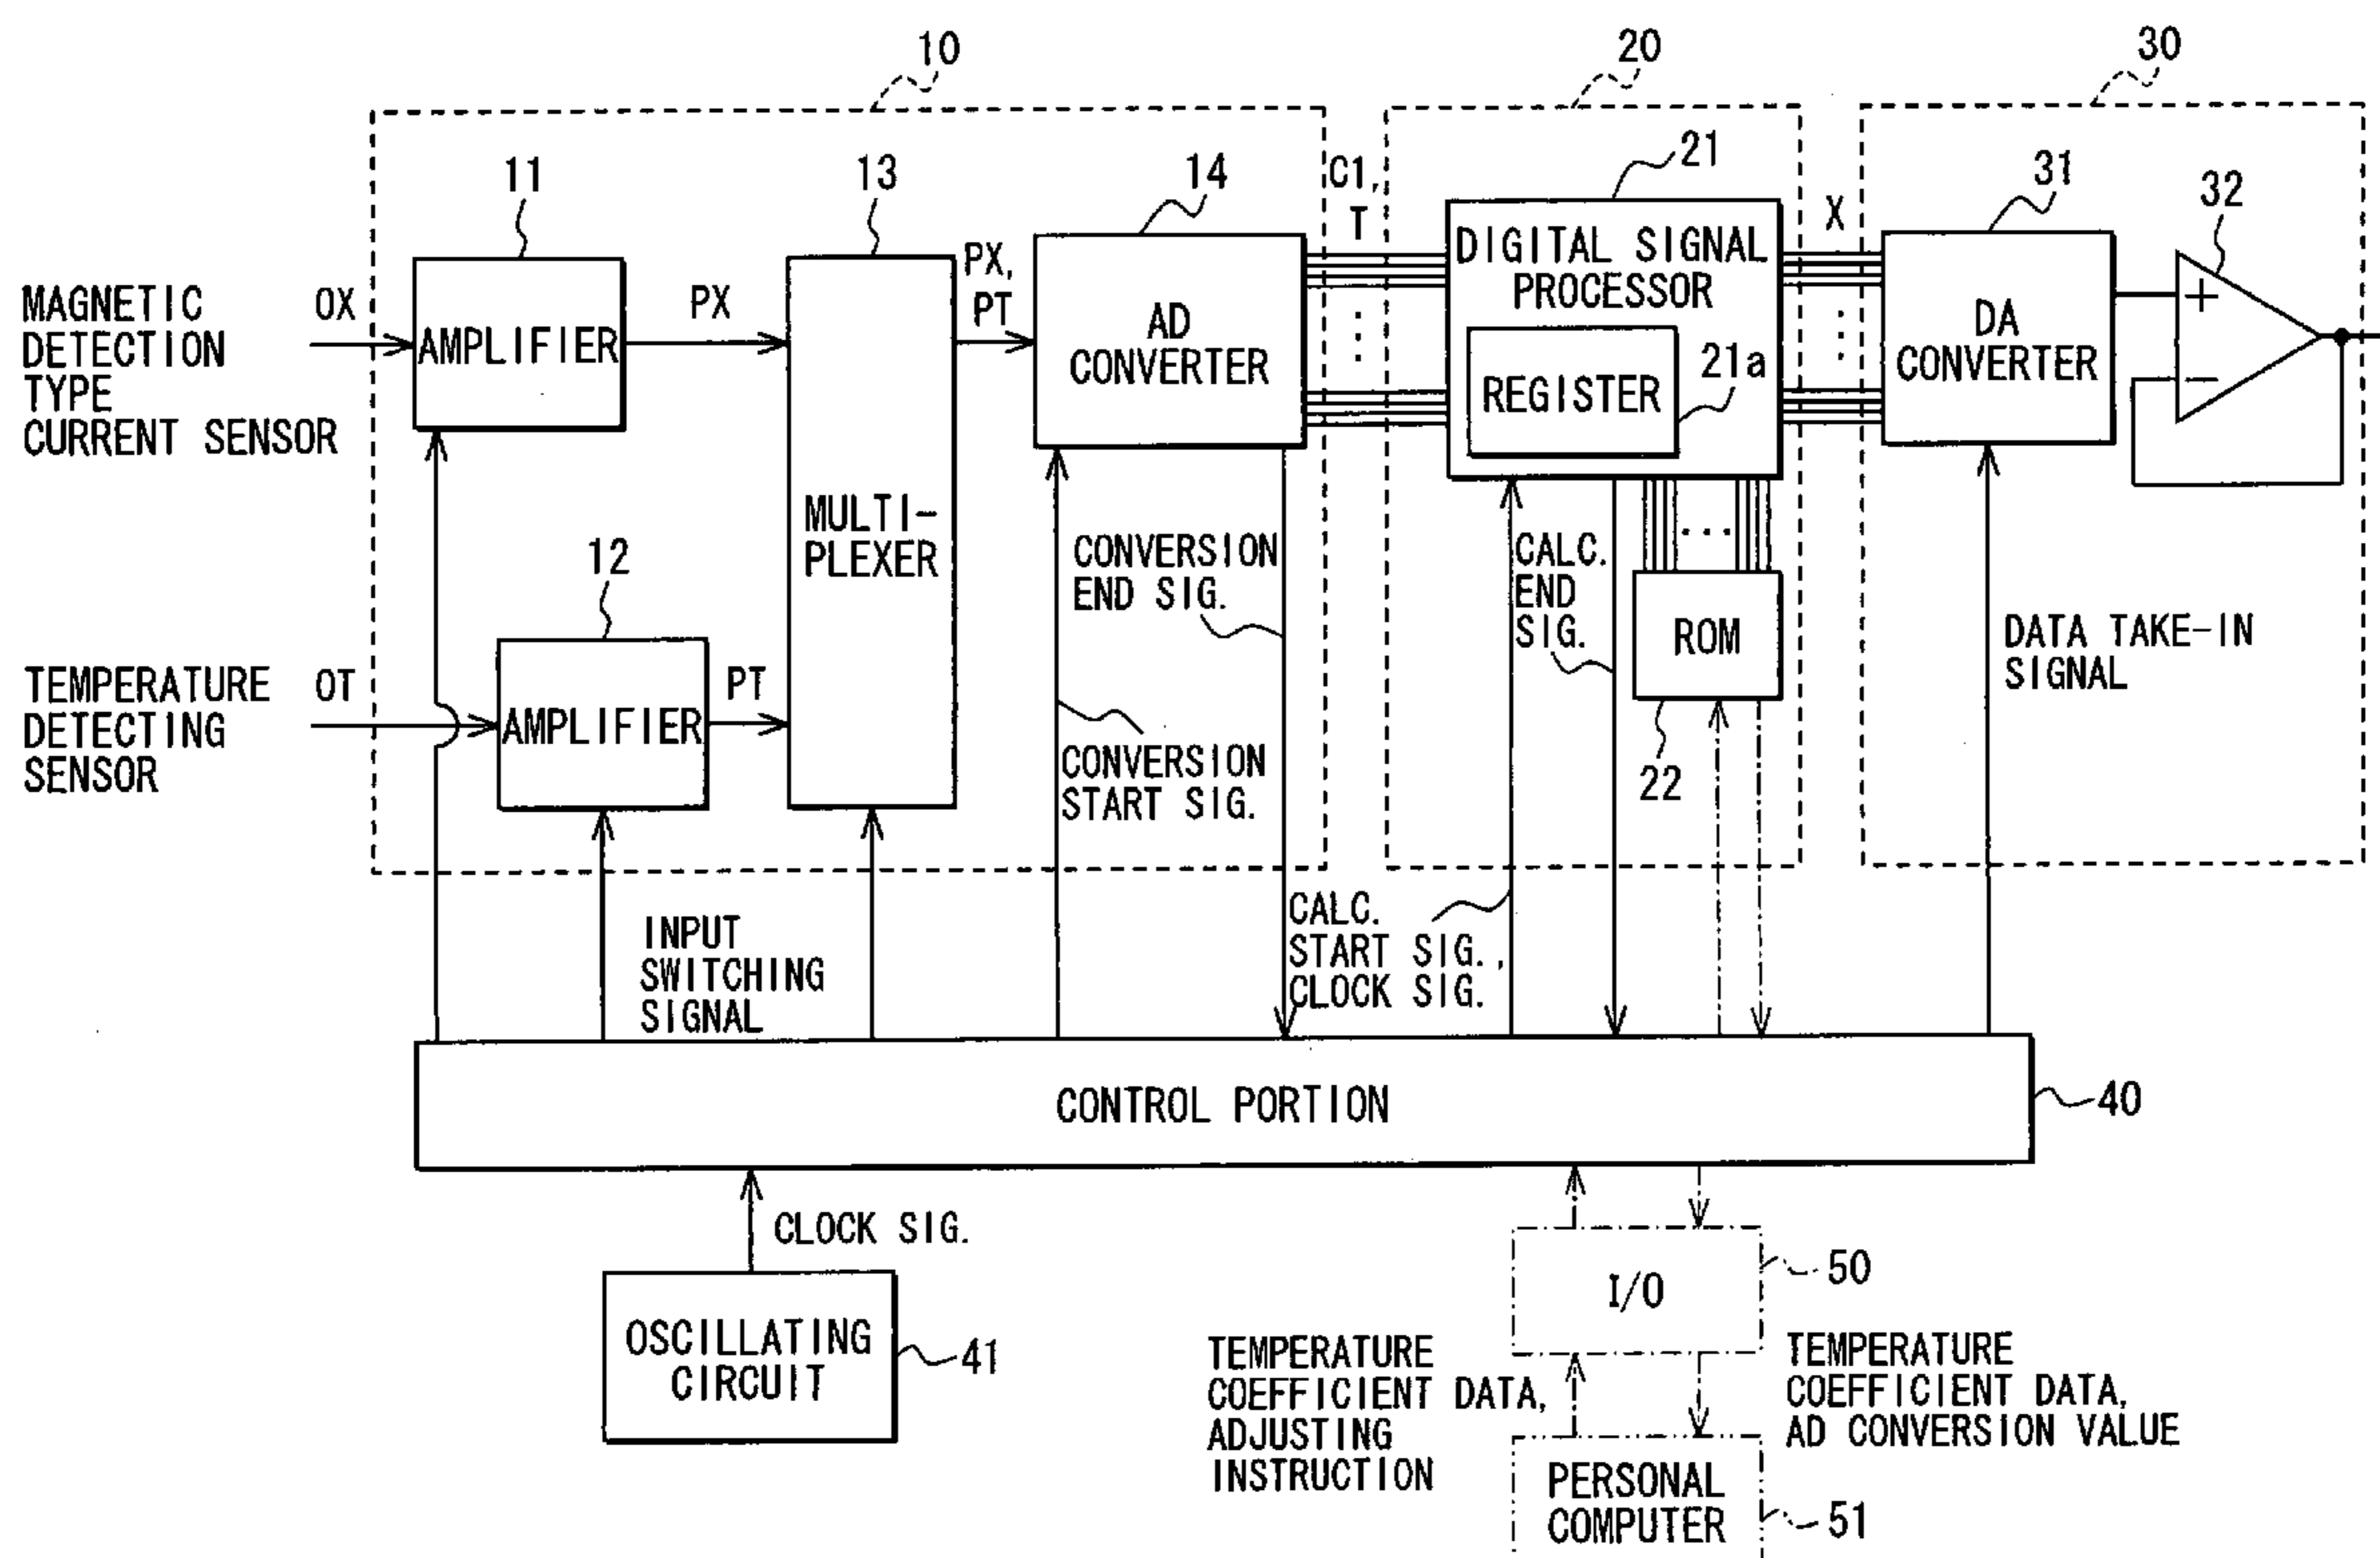 10
20
30
11
13
14
C1,
T
21
X
31
32
MAGNETIC
DETECTION
TYPE
CURRENT SENSOR
OX
AMPLIFIER
PX
MULTI-
PLEXER
PX,
PT
AD
CONVERTER
DIGITAL SIGNAL
PROCESSOR
REGISTER
21a
DA
CONVERTER
+
−
12
TEMPERATURE
DETECTING
SENSOR
OT
AMPLIFIER
PT
CONVERSION
END SIG.
CONVERSION
START SIG.
CALC.
END
SIG.
ROM
22
DATA TAKE-IN
SIGNAL
INPUT
SWITCHING
SIGNAL
CALC.
START SIG.,
CLOCK SIG.
CONTROL PORTION
40
CLOCK SIG.
OSCILLATING
CIRCUIT
41
I/O
50
TEMPERATURE
COEFFICIENT DATA,
ADJUSTING
INSTRUCTION
TEMPERATURE
COEFFICIENT DATA,
AD CONVERSION VALUE
PERSONAL
COMPUTER
51